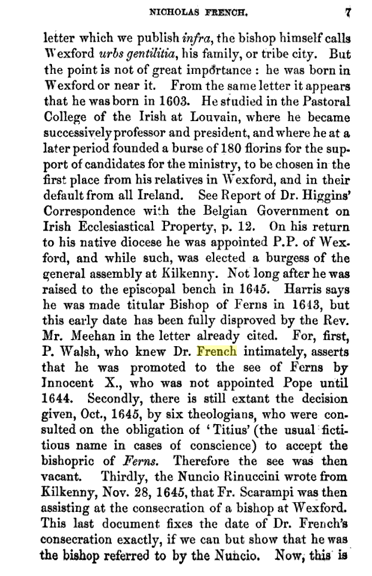 NICHOLAS FRENCH. 7
letter which we publish infra, the bishop himself calls
Wexford urbs gentilitia, his family, or tribe city. But
the point is not of great importance : he was born in
Wexford or near it. From the same letter it appears
that he was born in 1603. He studied in the Pastoral
College of the Irish at Louvain, where he became
successively professor and president, and where he at a
later period founded a burse of 180 florins for the sup-
port of candidates for the ministry, to be chosen in the
first place from his relatives in Wexford, and in their
default from all Ireland. See Report of Dr. Higgins'
Correspondence with the Belgian Government on
Irish Ecclesiastical Property, p. 12. On his return
to his native diocese he was appointed P.P. of Wex-
ford, and while such, was elected a burgess of the
general assembly at Kilkenny. Not long after he was
raised to the episcopal bench in 1645. Harris says
he was made titular Bishop of Ferns in 1643, but
this early date has been fully disproved by the Rev.
Mr. Meehan in the letter already cited. For, first,
P. Walsh, who knew Dr. French intimately, asserts
that he was promoted to the see of Ferns by
Innocent X., who was not appointed Pope until
1644. Secondly, there is still extant the decision
given, Oct., 1645, by six theologians, who were con-
sulted on the obligation of 'Titius' (the usual ficti-
tious name in cases of conscience) to accept the
bishopric of Ferns. Therefore the see was then
vacant. Thirdly, the Nuncio Rinuccini wrote from
Kilkenny, Nov. 28, 1645, that Fr. Scarampi was then
assisting at the consecration of a bishop at Wexford.
This last document fixes the date of Dr. French's
consecration exactly, if we can but show that he was
the bishop referred to by the Nuncio. Now, this is